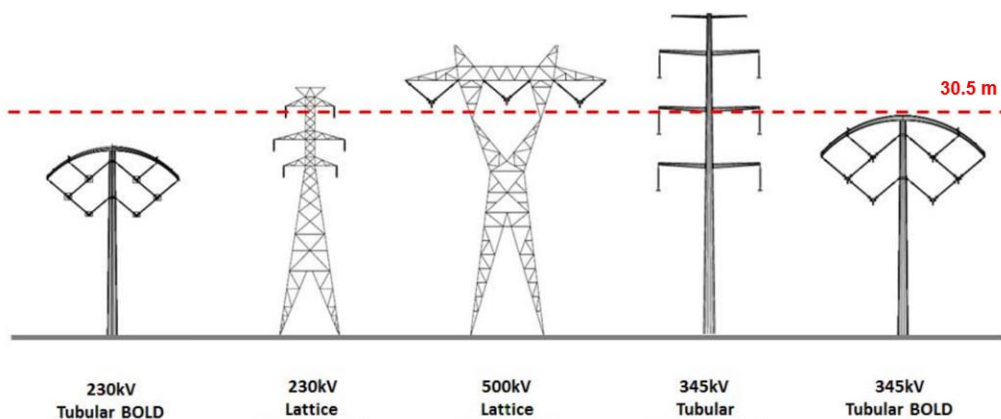 30.5 m
230kV
Tubular BOLD
230kV
Lattice
500kV
Lattice
345kV
Tubular
345kV
Tubular BOLD